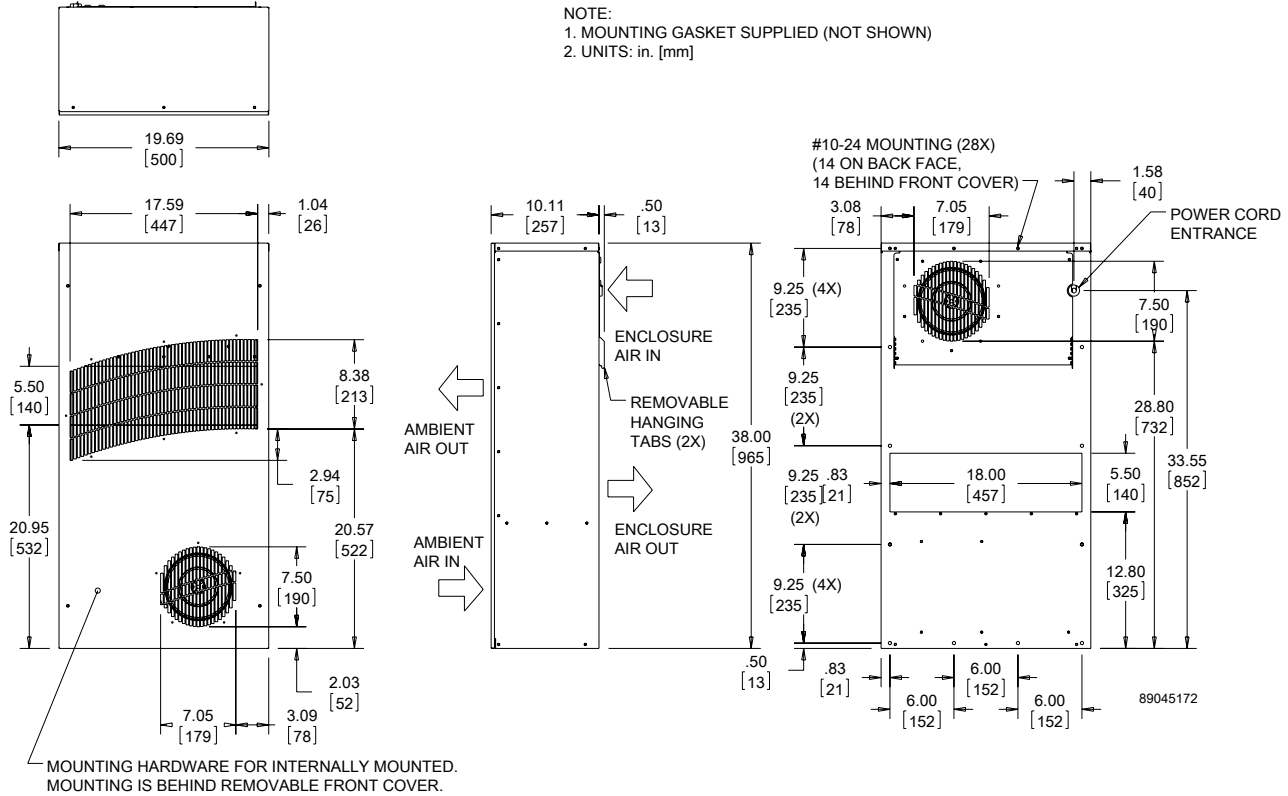 NOTE:
1. MOUNTING GASKET SUPPLIED (NOT SHOWN)
2. UNITS: in. [mm]
19.69
[500]
17.59
[447]
1.04
[26]
5.50
[140]
8.38
[213]
2.94
[75]
20.95
[532]
20.57
[522]
7.50
[190]
2.03
[52]
7.05
[179]
3.09
[78]
MOUNTING HARDWARE FOR INTERNALLY MOUNTED.
MOUNTING IS BEHIND REMOVABLE FRONT COVER.
10.11
[257]
.50
[13]
ENCLOSURE
AIR IN
AMBIENT
AIR OUT
REMOVABLE
HANGING
TABS (2X)
38.00
[965]
ENCLOSURE
AIR OUT
AMBIENT
AIR IN
#10-24 MOUNTING (28X)
(14 ON BACK FACE,
14 BEHIND FRONT COVER)
1.58
[40]
3.08
[78]
7.05
[179]
POWER CORD
ENTRANCE
9.25 (4X)
[235]
7.50
[190]
9.25
[235]
(2X)
28.80
[732]
33.55
[852]
9.25
[235]
(2X)
.83
[21]
18.00
[457]
5.50
[140]
12.80
[325]
9.25 (4X)
[235]
.50
[13]
.83
[21]
6.00
[152]
6.00
[152]
6.00
[152]
89045172